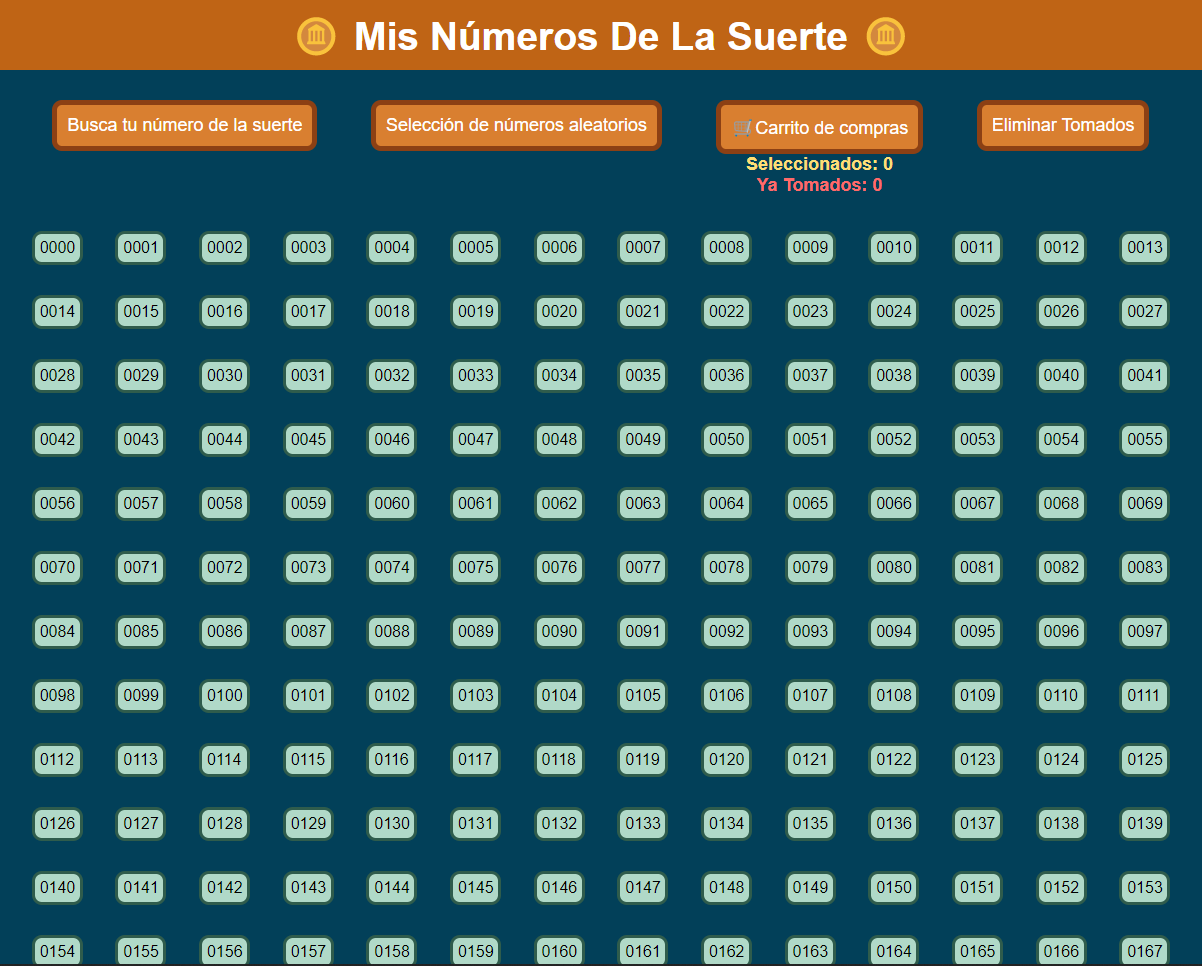 Mis Números De La Suerte
Busca tu número de la suerte Selección de números aleatorios Carrito de compras Eliminar Tomados
Seleccionados: 0
Ya Tomados: 0
0000 0001 0002 0003 0004 0005 0006 0007 0008 0009 0010 0011 0012 0013
0014 0015 0016 0017 0018 0019 0020 0021 0022 0023 0024 0025 0026 0027
0028 0029 0030 0031 0032 0033 0034 0035 0036 0037 0038 0039 0040 0041
0042 0043 0044 0045 0046 0047 0048 0049 0050 0051 0052 0053 0054 0055
0056 0057 0058 0059 0060 0061 0062 0063 0064 0065 0066 0067 0068 0069
0070 0071 0072 0073 0074 0075 0076 0077 0078 0079 0080 0081 0082 0083
0084 0085 0086 0087 0088 0089 0090 0091 0092 0093 0094 0095 0096 0097
0098 0099 0100 0101 0102 0103 0104 0105 0106 0107 0108 0109 0110 0111
0112 0113 0114 0115 0116 0117 0118 0119 0120 0121 0122 0123 0124 0125
0126 0127 0128 0129 0130 0131 0132 0133 0134 0135 0136 0137 0138 0139
0140 0141 0142 0143 0144 0145 0146 0147 0148 0149 0150 0151 0152 0153
0154 0155 0156 0157 0158 0159 0160 0161 0162 0163 0164 0165 0166 0167